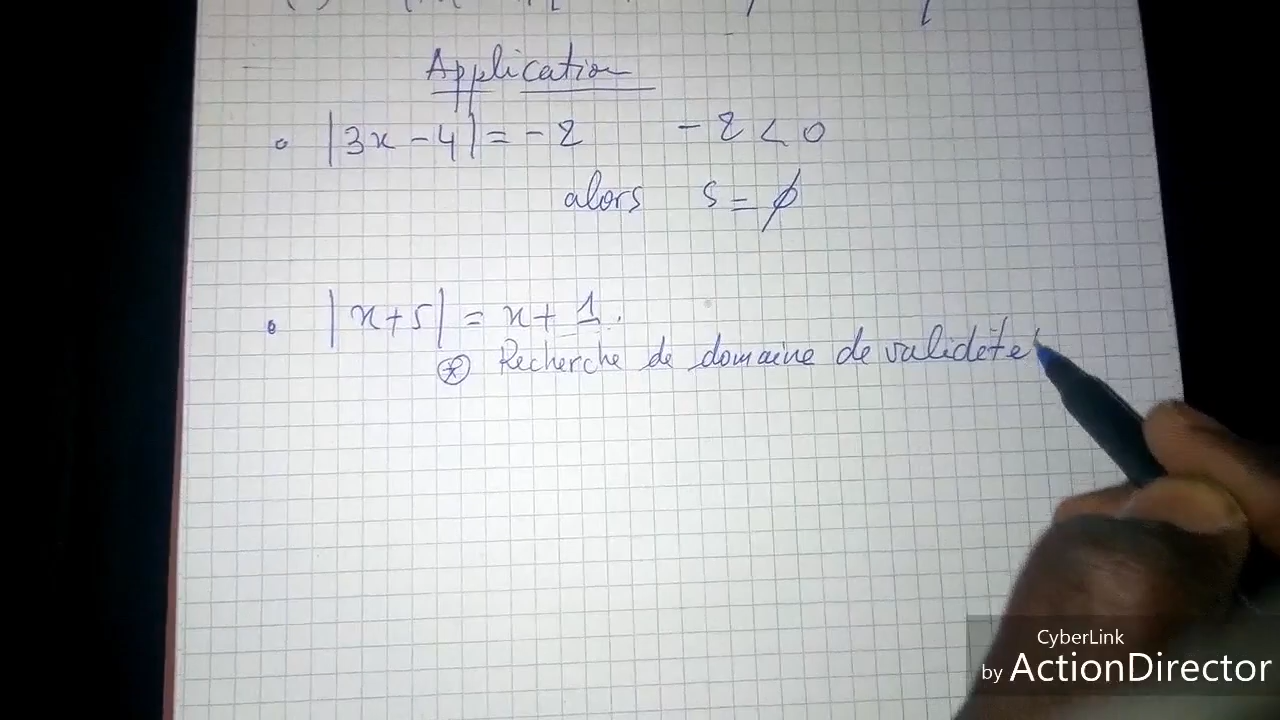 Application
|3x-4| = -2 -2 < 0
alors S = ∅
|x+5| = x+1.
⊛ Recherche de domaine de validité
CyberLink
by ActionDirector